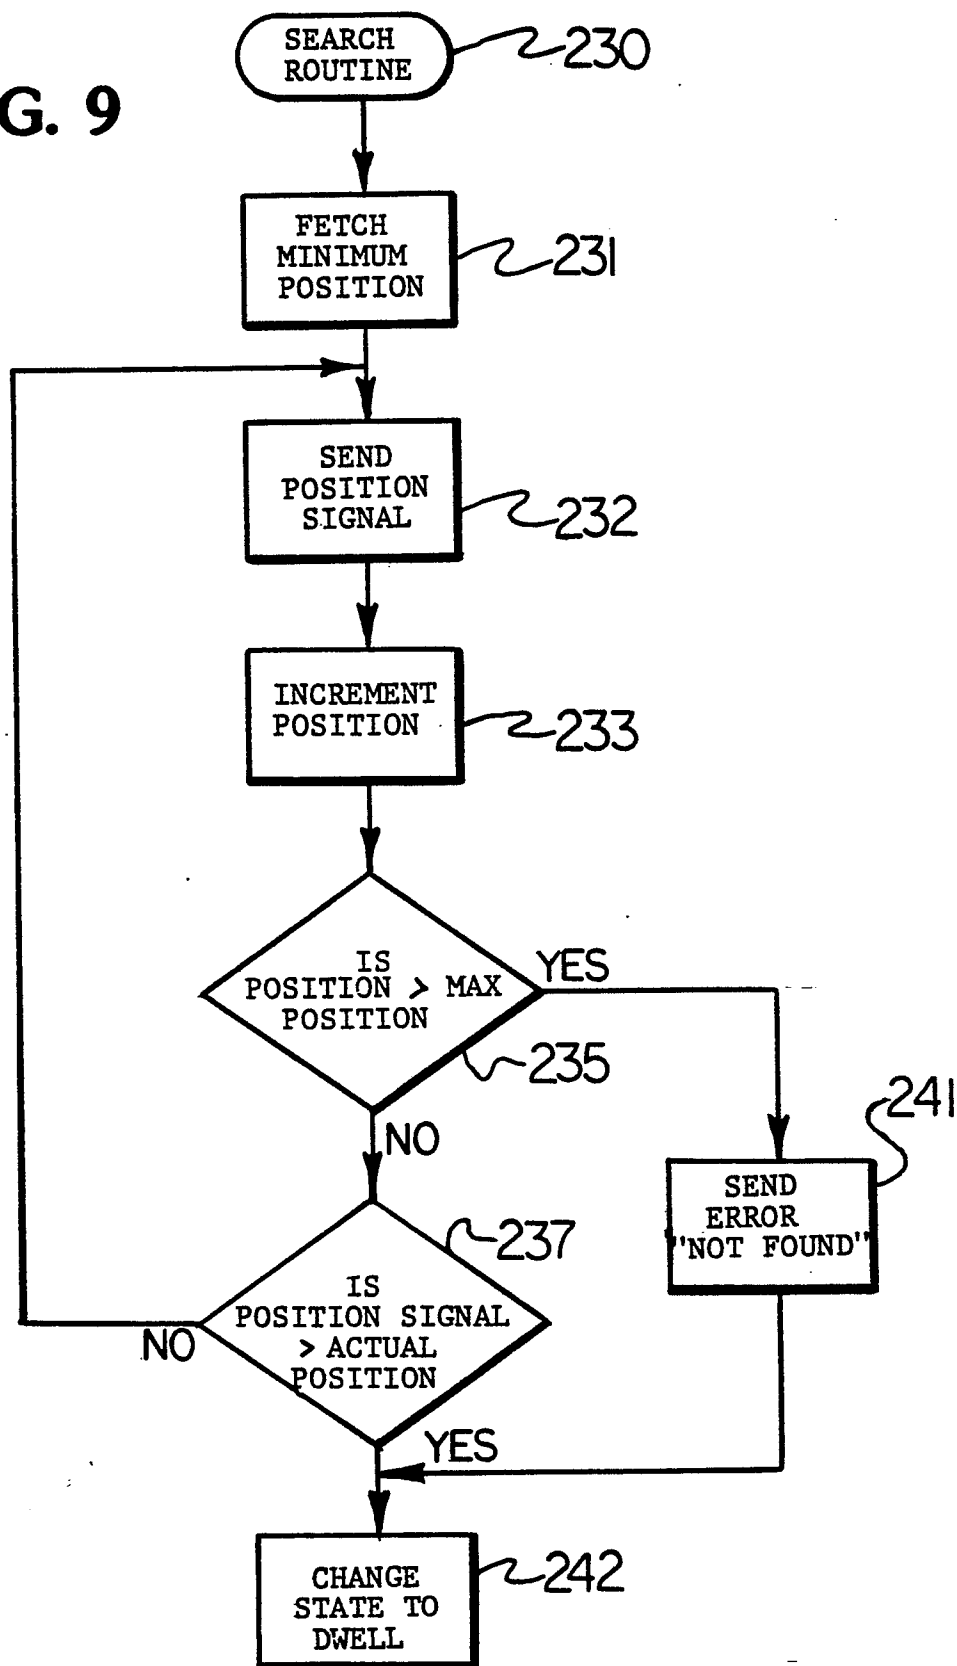 G. 9
SEARCH
ROUTINE
230
FETCH
MINIMUM
POSITION
231
SEND
POSITION
SIGNAL
232
INCREMENT
POSITION
233
IS
POSITION > MAX
POSITION
YES
235
NO
241
SEND
ERROR
"NOT FOUND"
237
IS
POSITION SIGNAL
> ACTUAL
POSITION
NO
YES
CHANGE
STATE TO
DWELL
242